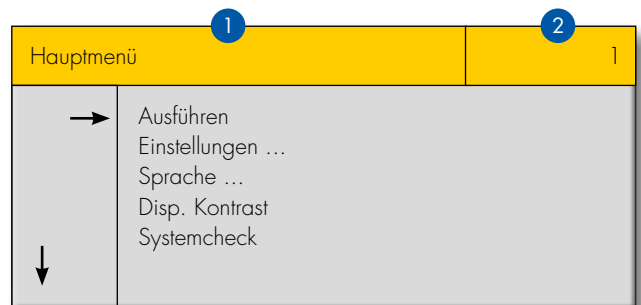 1
2
Hauptmenü
1
Ausführen
Einstellungen ...
Sprache ...
Disp. Kontrast
Systemcheck